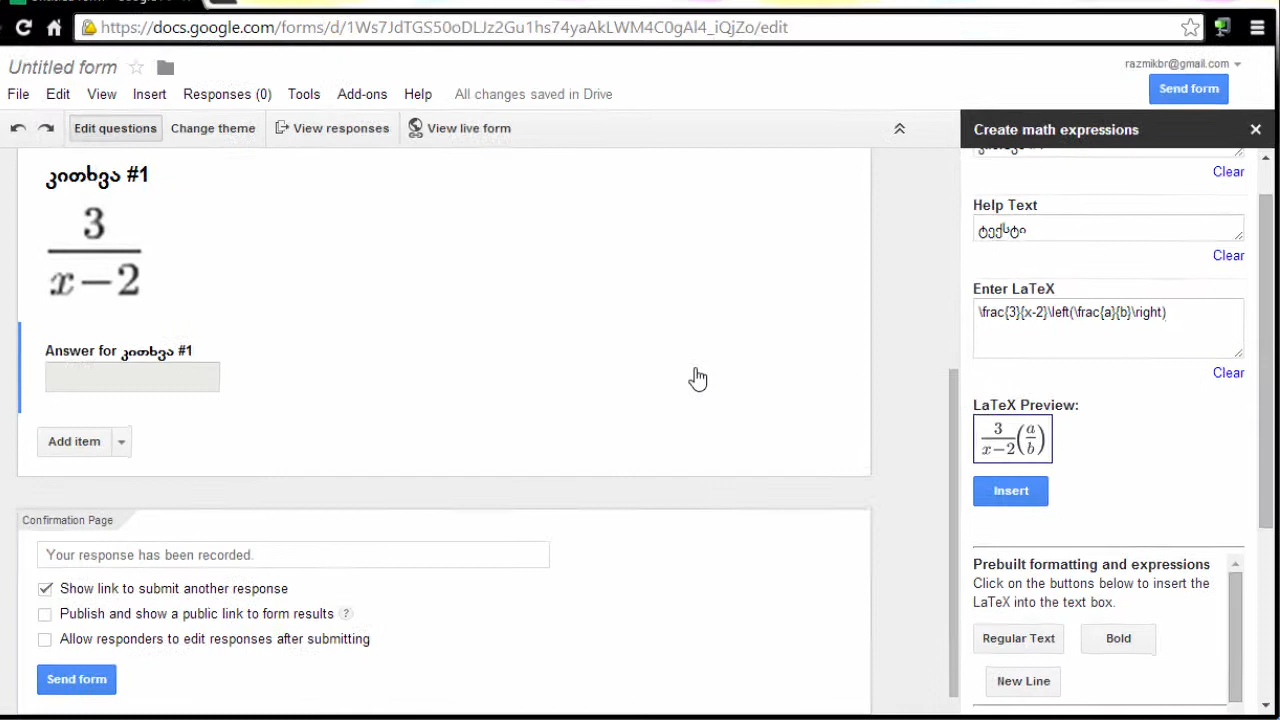 https://docs.google.com/forms/d/1Ws7JdTGS50oDLJz2Gu1hs74yaAkLWM4C0gAl4_iQjZo/edit
Untitled form
razmikbr@gmail.com
File Edit View Insert Responses (0) Tools Add-ons Help All changes saved in Drive
Send form
Edit questions Change theme View responses View live form
Create math expressions
კითხვა #1
Clear
3
x−2
Help Text
ტექსტი
Clear
Enter LaTeX
\frac{3}{x-2}\left(\frac{a}{b}\right)
Clear
Answer for კითხვა #1
LaTeX Preview:
3 a
x−2 ( b )
Add item
Insert
Confirmation Page
Your response has been recorded.
Show link to submit another response
Publish and show a public link to form results ?
Allow responders to edit responses after submitting
Send form
Prebuilt formatting and expressions
Click on the buttons below to insert the
LaTeX into the text box.
Regular Text Bold
New Line